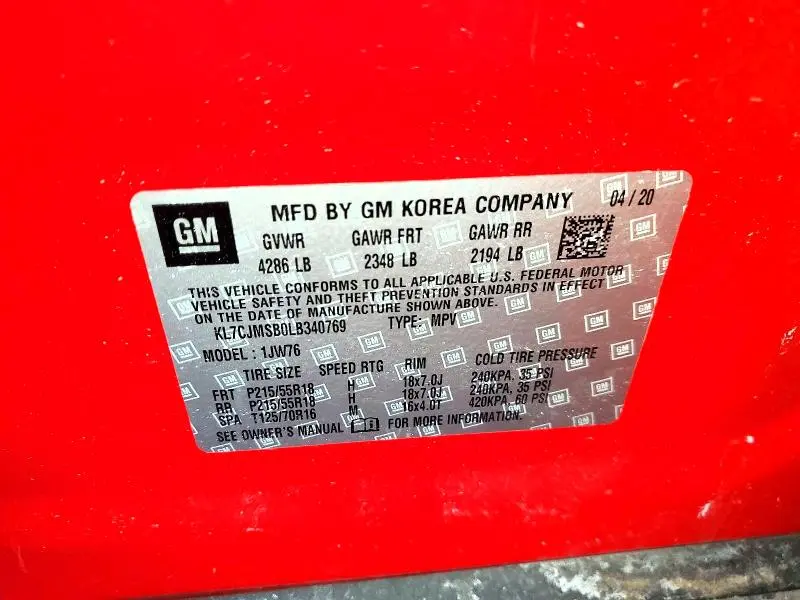 GM
MFD BY GM KOREA COMPANY 04/20
GVWR GAWR FRT GAWR RR
4286 LB 2348 LB 2194 LB
THIS VEHICLE CONFORMS TO ALL APPLICABLE U.S. FEDERAL MOTOR
VEHICLE SAFETY AND THEFT PREVENTION STANDARDS IN EFFECT
ON THE DATE OF MANUFACTURE SHOWN ABOVE.
KL7CJMSB0LB340769 TYPE: MPV
MODEL: 1JW76
TIRE SIZE SPEED RTG RIM COLD TIRE PRESSURE
FRT P215/55R18 H 18x7.0J 240KPA, 35 PSI
RR P215/55R18 H 18x7.0J 240KPA, 35 PSI
SPA T125/70R16 M 16x4.0T 420KPA, 60 PSI
SEE OWNER'S MANUAL FOR MORE INFORMATION.